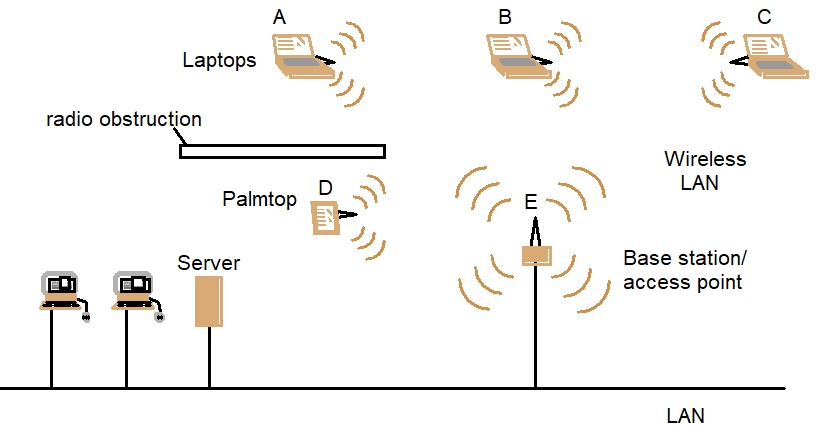 A
B
C
Laptops
radio obstruction
Wireless
LAN
Palmtop
D
E
Server
Base station/
access point
LAN